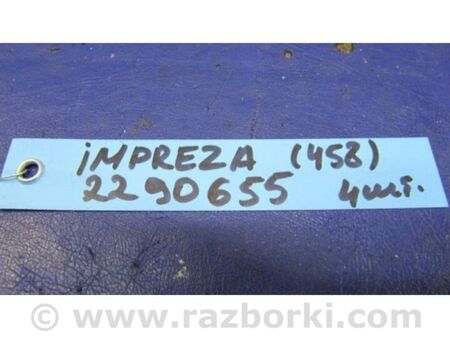 iMPREZA (458)
2290655 4шт.
www.razborki.com